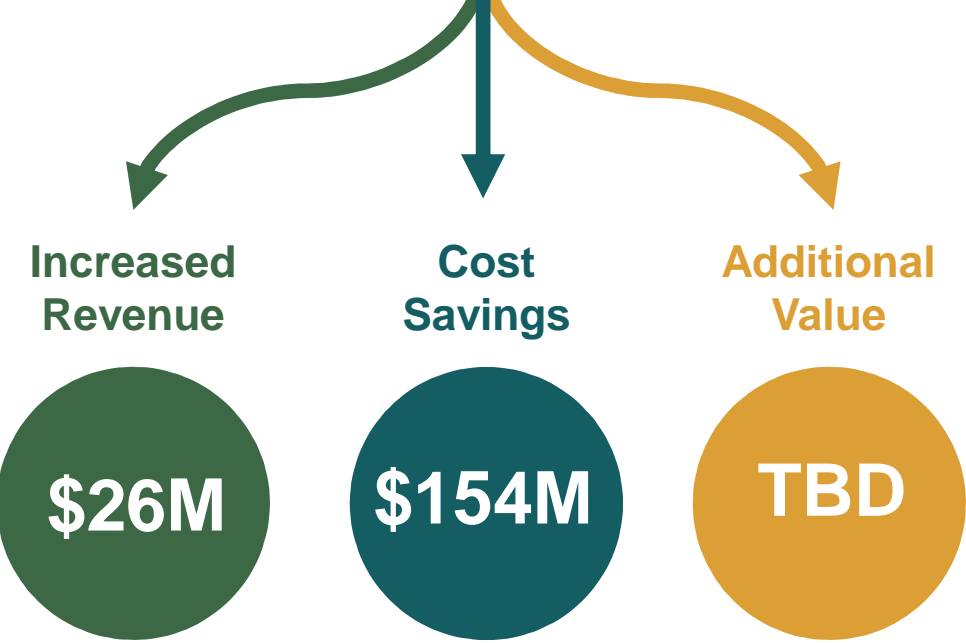 Increased
Revenue
Cost
Savings
Additional
Value
$26M
$154M
TBD